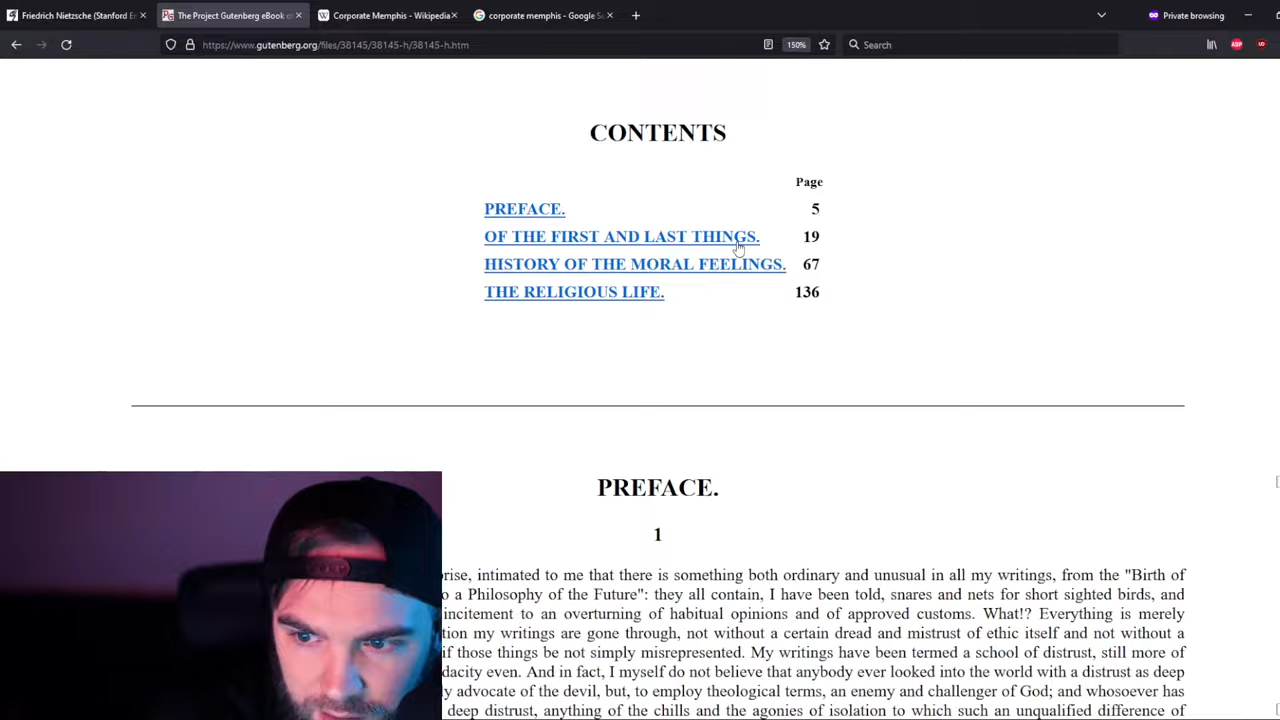 Friedrich Nietzsche (Stanford En
The Project Gutenberg eBook of
Corporate Memphis - Wikipedia
corporate memphis - Google Se
Private browsing
https://www.gutenberg.org/files/38145/38145-h/38145-h.htm
150%
Search
CONTENTS
Page
PREFACE. 5
OF THE FIRST AND LAST THINGS. 19
HISTORY OF THE MORAL FEELINGS. 67
THE RELIGIOUS LIFE. 136
PREFACE.
1
rise, intimated to me that there is something both ordinary and unusual in all my writings, from the "Birth of
o a Philosophy of the Future": they all contain, I have been told, snares and nets for short sighted birds, and
incitement to an overturning of habitual opinions and of approved customs. What!? Everything is merely
tion my writings are gone through, not without a certain dread and mistrust of ethic itself and not without a
if those things be not simply misrepresented. My writings have been termed a school of distrust, still more of
dacity even. And in fact, I myself do not believe that anybody ever looked into the world with a distrust as deep
ly advocate of the devil, but, to employ theological terms, an enemy and challenger of God; and whosoever has
deep distrust, anything of the chills and the agonies of isolation to which such an unqualified difference of